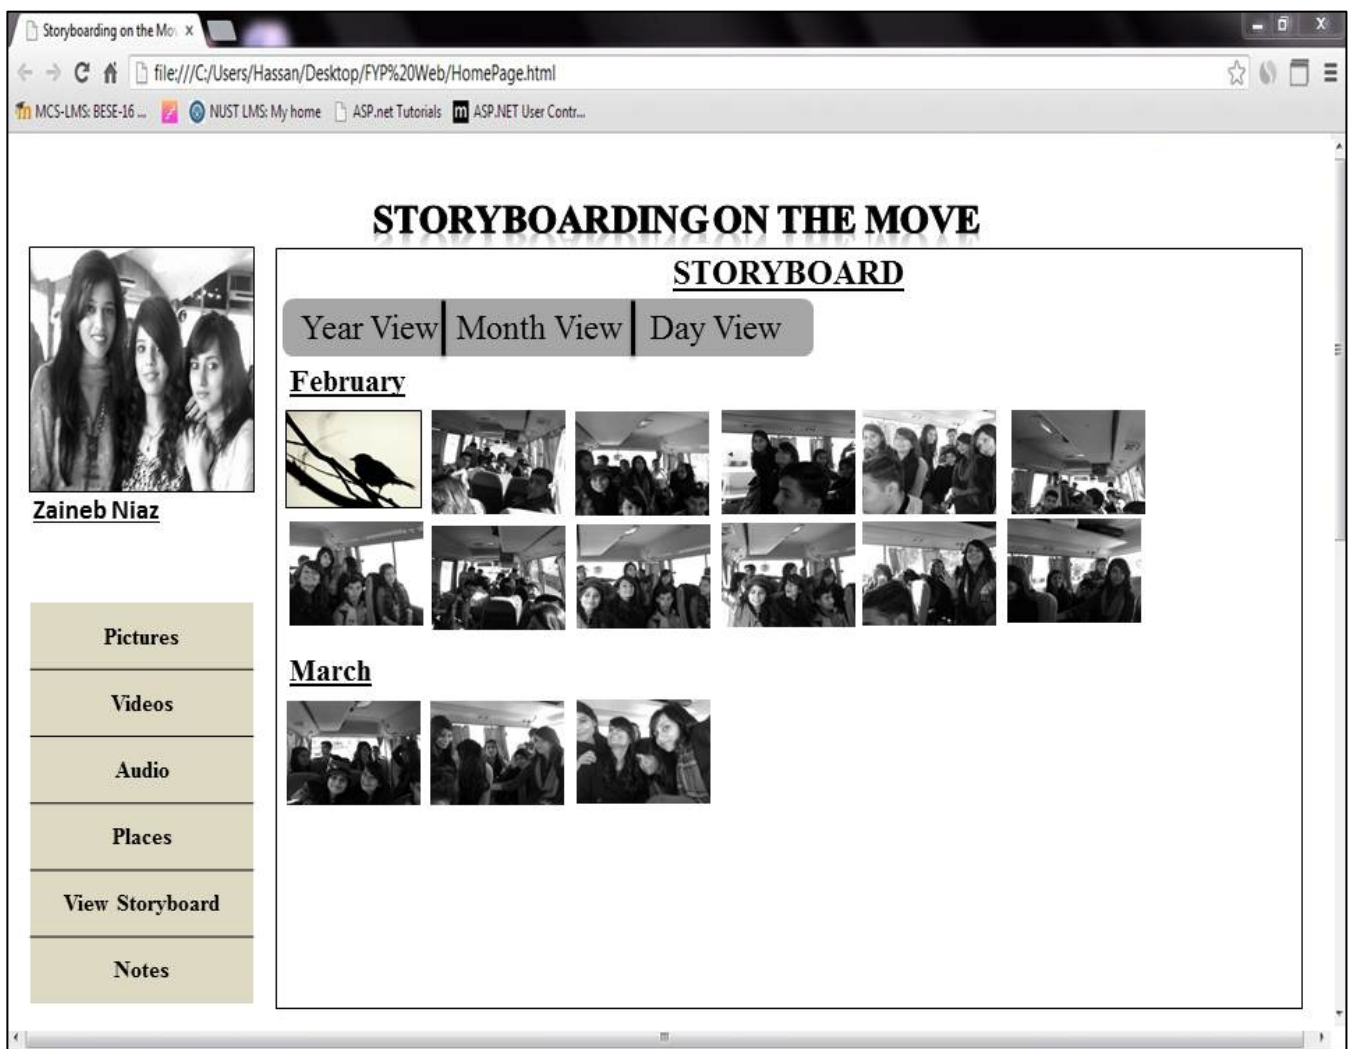 Storyboarding on the Mo
file:///C:/Users/Hassan/Desktop/FYP%20Web/HomePage.html
MCS-LMS: BESE-16 ... NUST LMS: My home ASP.net Tutorials m ASP.NET User Contr...
STORYBOARDING ON THE MOVE
STORYBOARD
Year View Month View Day View
February
Zaineb Niaz
Pictures
Videos
Audio
Places
View Storyboard
Notes
March